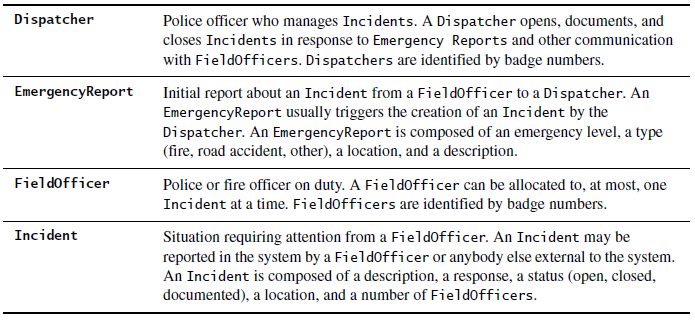 Dispatcher Police officer who manages Incidents. A Dispatcher opens, documents, and
closes Incidents in response to Emergency Reports and other communication
with FieldOfficers. Dispatchers are identified by badge numbers.
EmergencyReport Initial report about an Incident from a FieldOfficer to a Dispatcher. An
EmergencyReport usually triggers the creation of an Incident by the
Dispatcher. An EmergencyReport is composed of an emergency level, a type
(fire, road accident, other), a location, and a description.
FieldOfficer Police or fire officer on duty. A FieldOfficer can be allocated to, at most, one
Incident at a time. FieldOfficers are identified by badge numbers.
Incident Situation requiring attention from a FieldOfficer. An Incident may be
reported in the system by a FieldOfficer or anybody else external to the system.
An Incident is composed of a description, a response, a status (open, closed,
documented), a location, and a number of FieldOfficers.